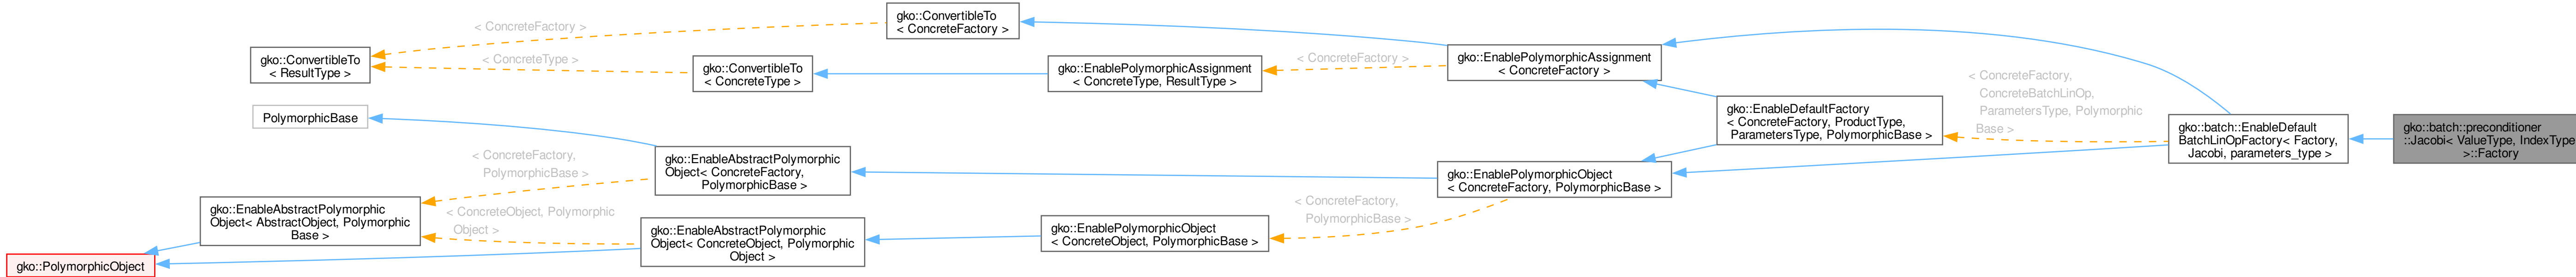 gko::ConvertibleTo
< ResultType >
< ConcreteFactory >
< ConcreteType >
gko::ConvertibleTo
< ConcreteFactory >
gko::ConvertibleTo
< ConcreteType >
gko::EnablePolymorphicAssignment
< ConcreteType, ResultType >
< ConcreteFactory >
gko::EnablePolymorphicAssignment
< ConcreteFactory >
PolymorphicBase
gko::EnableDefaultFactory
< ConcreteFactory, ProductType,
ParametersType, PolymorphicBase >
< ConcreteFactory,
ConcreteBatchLinOp,
ParametersType, Polymorphic
Base >
gko::batch::EnableDefault
BatchLinOpFactory< Factory,
Jacobi, parameters_type >
gko::batch::preconditioner
::Jacobi< ValueType, IndexType
>::Factory
< ConcreteFactory,
PolymorphicBase >
gko::EnableAbstractPolymorphic
Object< ConcreteFactory,
PolymorphicBase >
gko::EnablePolymorphicObject
< ConcreteFactory, PolymorphicBase >
gko::EnableAbstractPolymorphic
Object< AbstractObject, Polymorphic
Base >
< ConcreteObject, Polymorphic
Object >
gko::EnableAbstractPolymorphic
Object< ConcreteObject, Polymorphic
Object >
gko::EnablePolymorphicObject
< ConcreteObject, PolymorphicBase >
< ConcreteFactory,
PolymorphicBase >
gko::PolymorphicObject